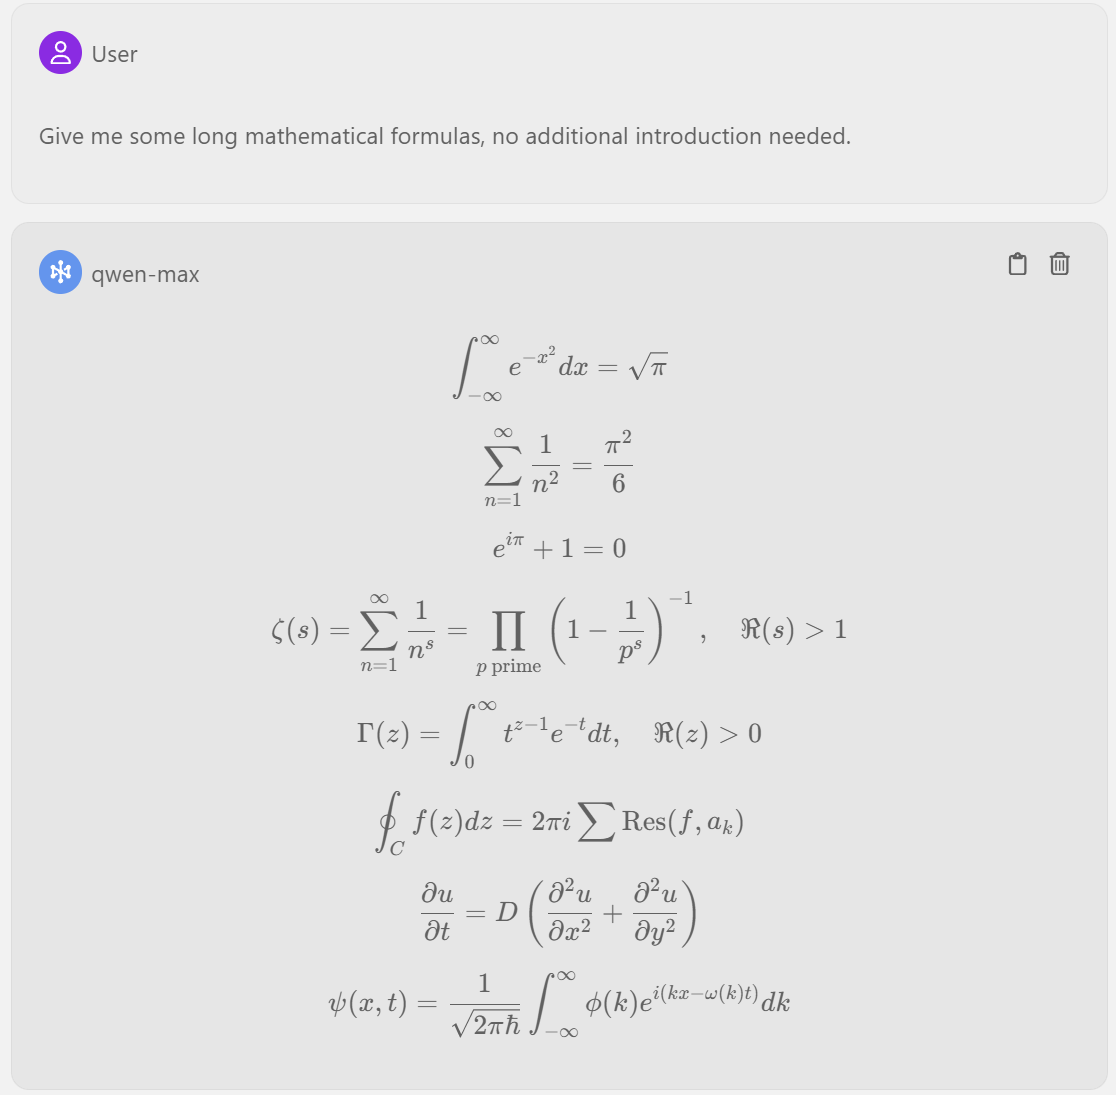 User
Give me some long mathematical formulas, no additional introduction needed.
qwen-max
\int_{-\infty}^{\infty} e^{-x^2} dx = \sqrt{\pi}
\sum_{n=1}^{\infty} \frac{1}{n^2} = \frac{\pi^2}{6}
e^{i\pi} + 1 = 0
\zeta(s) = \sum_{n=1}^{\infty} \frac{1}{n^s} = \prod_{p \text{ prime}} \left(1 - \frac{1}{p^s}\right)^{-1}, \quad \Re(s) > 1
\Gamma(z) = \int_0^{\infty} t^{z-1} e^{-t} dt, \quad \Re(z) > 0
\oint_C f(z) dz = 2\pi i \sum \text{Res}(f, a_k)
\frac{\partial u}{\partial t} = D \left( \frac{\partial^2 u}{\partial x^2} + \frac{\partial^2 u}{\partial y^2} \right)
\psi(x, t) = \frac{1}{\sqrt{2\pi\hbar}} \int_{-\infty}^{\infty} \phi(k) e^{i(kx - \omega(k)t)} dk